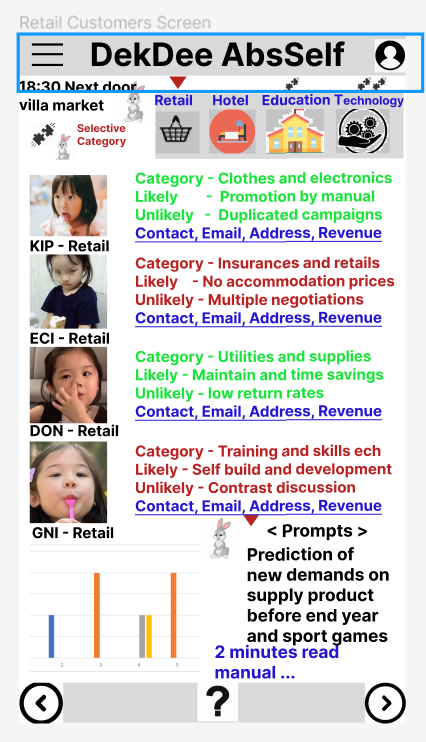 Retail Customers Screen
DekDee AbsSelf
18:30 Next door
villa market
Selective
Category
Retail Hotel Education Technology
Category - Clothes and electronics
Likely - Promotion by manual
Unlikely - Duplicated campaigns
Contact, Email, Address, Revenue
KIP - Retail
Category - Insurances and retails
Likely - No accommodation prices
Unlikely - Multiple negotiations
Contact, Email, Address, Revenue
ECI - Retail
Category - Utilities and supplies
Likely - Maintain and time savings
Unlikely - low return rates
Contact, Email, Address, Revenue
DON - Retail
Category - Training and skills ech
Likely - Self build and development
Unlikely - Contrast discussion
Contact, Email, Address, Revenue
GNI - Retail
< Prompts >
Prediction of
new demands on
supply product
before end year
and sport games
2 minutes read
manual ...
2 3 4 5
?